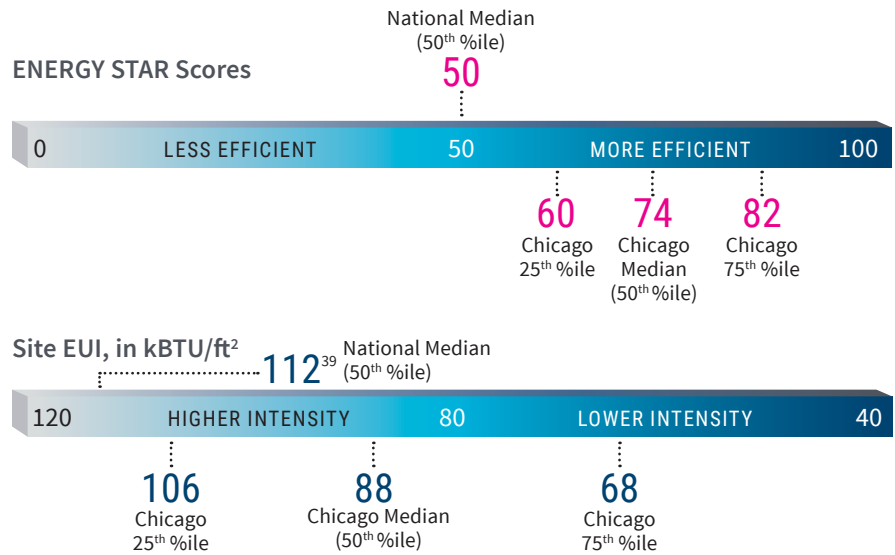 National Median
(50th %ile)
ENERGY STAR Scores
50
0 LESS EFFICIENT 50 MORE EFFICIENT 100
60 74 82
Chicago Chicago Chicago
25th %ile Median 75th %ile
(50th %ile)
Site EUI, in kBTU/ft²
112³⁹ National Median
(50th %ile)
120 HIGHER INTENSITY 80 LOWER INTENSITY 40
106 88 68
Chicago Chicago Median Chicago
25th %ile (50th %ile) 75th %ile